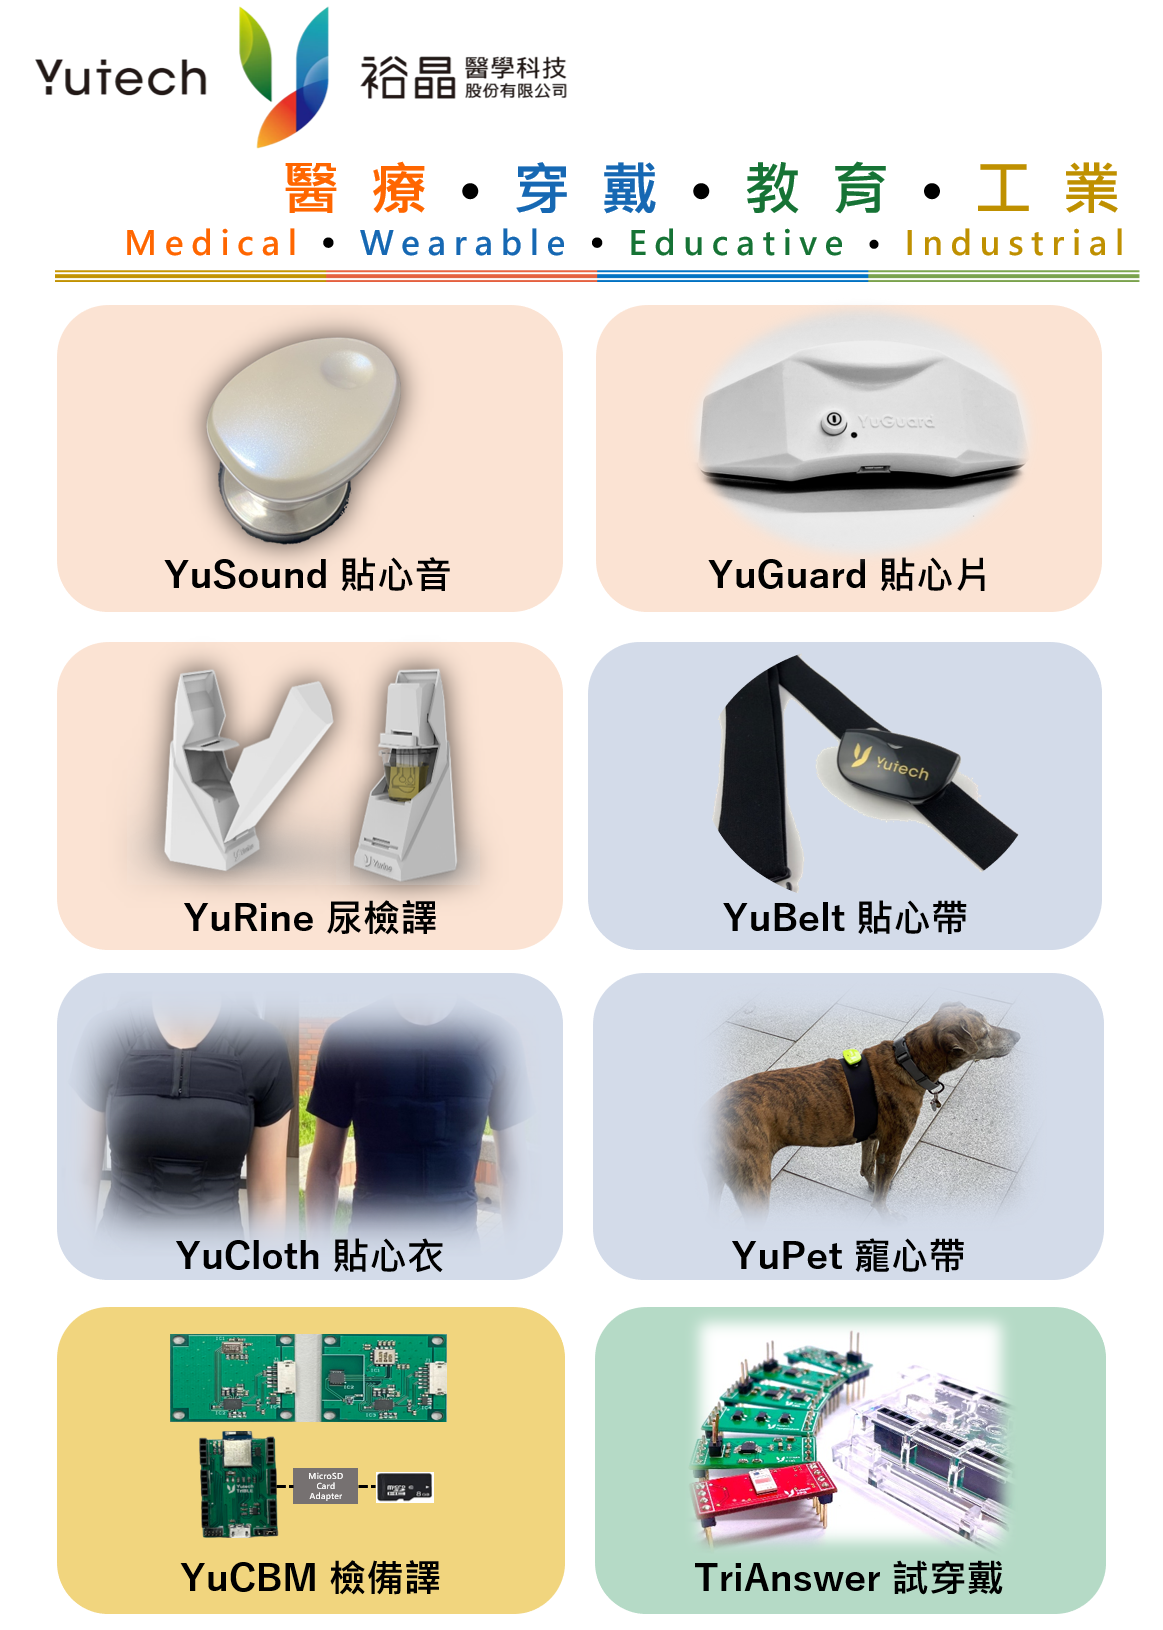 Yutech 裕晶 醫學科技
股份有限公司
醫療・穿戴・教育・工業
Medical • Wearable • Educative • Industrial
YuGuard
YuSound 貼心音
YuGuard 貼心片
Yurine
Yutech
YuRine 尿檢譯
YuBelt 貼心帶
YuCloth 貼心衣
YuPet 寵心帶
MicroSD
Card
Adapter
Yutech
YuCBM 檢備譯
TriAnswer 試穿戴